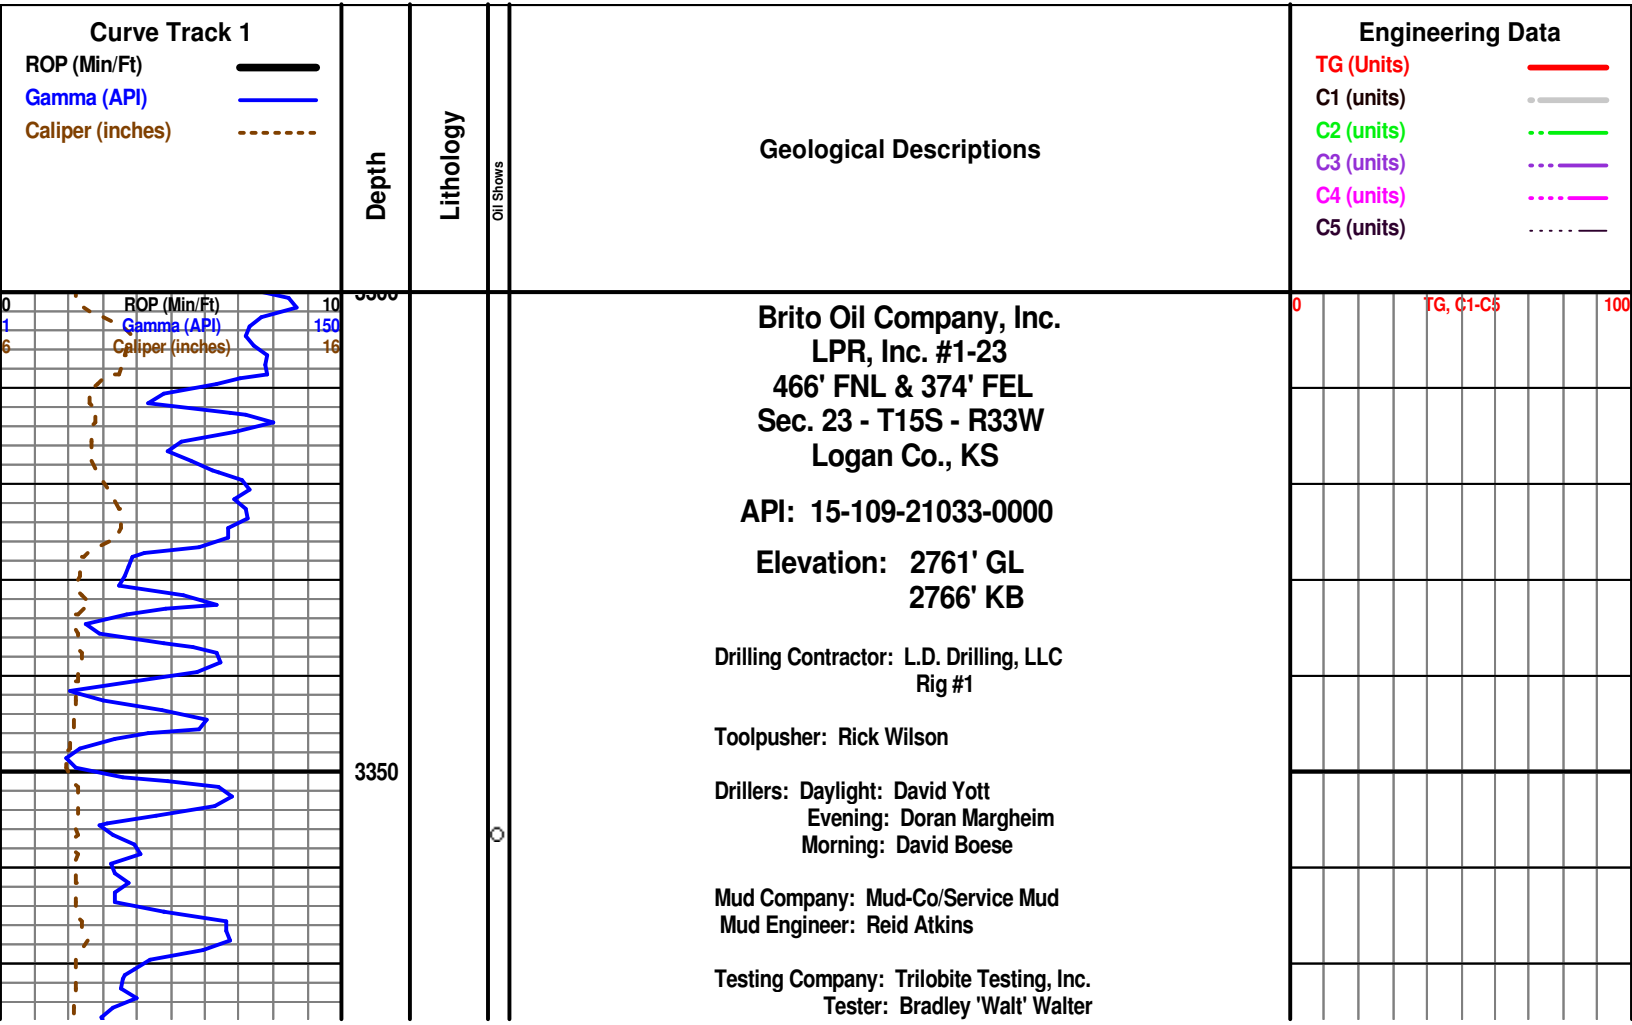 Curve Track 1
ROP (Min/Ft)
Gamma (API)
Caliper (inches)
Depth
Lithology
Oil Shows
Geological Descriptions
Engineering Data
TG (Units)
C1 (units)
C2 (units)
C3 (units)
C4 (units)
C5 (units)
0 ROP (Min/Ft) 10
1 Gamma (API) 150
6 Caliper (inches) 16
3300
0 TG, C1-C5 100
Brito Oil Company, Inc.
LPR, Inc. #1-23
466' FNL & 374' FEL
Sec. 23 - T15S - R33W
Logan Co., KS
API: 15-109-21033-0000
Elevation: 2761' GL
2766' KB
Drilling Contractor: L.D. Drilling, LLC
Rig #1
Toolpusher: Rick Wilson
3350
Drillers: Daylight: David Yott
Evening: Doran Margheim
Morning: David Boese
Mud Company: Mud-Co/Service Mud
Mud Engineer: Reid Atkins
Testing Company: Trilobite Testing, Inc.
Tester: Bradley 'Walt' Walter